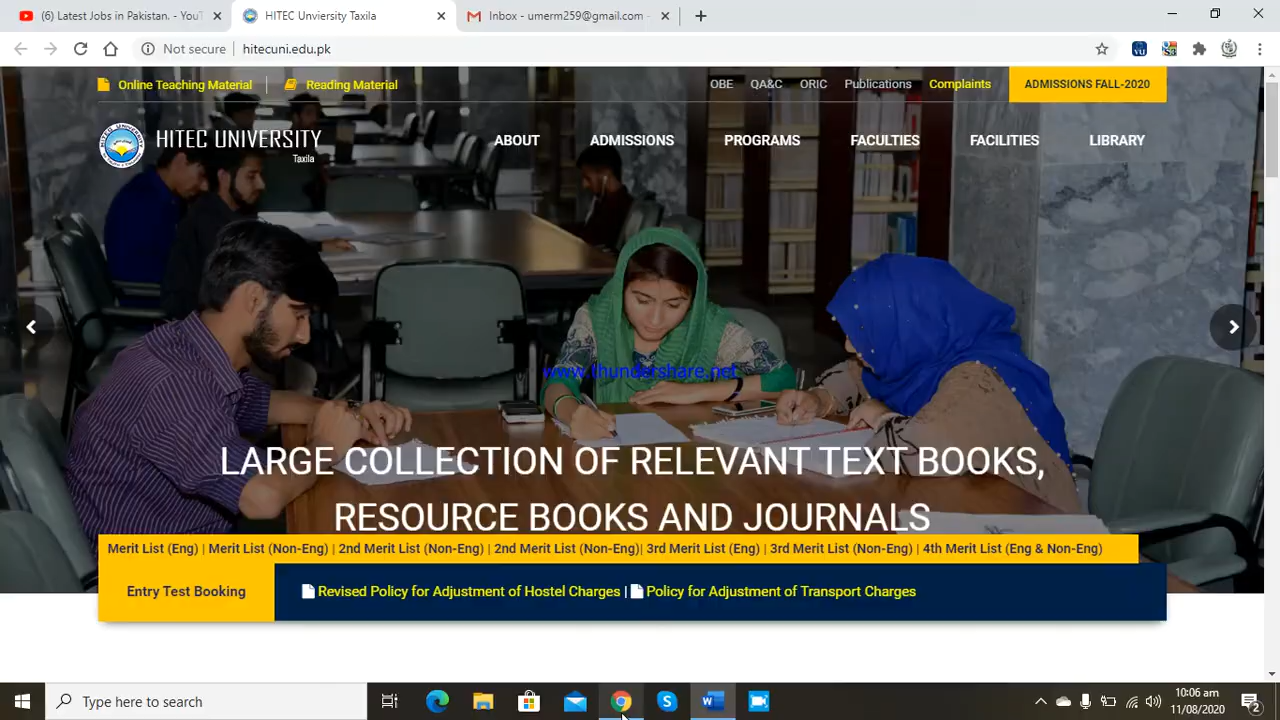 (6) Latest Jobs in Pakistan. - YouT
HITEC Unviersity Taxila
Inbox - umerm259@gmail.com -
Not secure
hitecuni.edu.pk
Online Teaching Material
Reading Material
OBE
QA&C
ORIC
Publications
Complaints
ADMISSIONS FALL-2020
HITEC UNIVERSITY
Taxila
ABOUT
ADMISSIONS
PROGRAMS
FACULTIES
FACILITIES
LIBRARY
www.thundershare.net
LARGE COLLECTION OF RELEVANT TEXT BOOKS,
RESOURCE BOOKS AND JOURNALS
Merit List (Eng) | Merit List (Non-Eng) | 2nd Merit List (Non-Eng) | 2nd Merit List (Non-Eng)| 3rd Merit List (Eng) | 3rd Merit List (Non-Eng) | 4th Merit List (Eng & Non-Eng)
Entry Test Booking
Revised Policy for Adjustment of Hostel Charges | Policy for Adjustment of Transport Charges
Type here to search
10:06 am
11/08/2020
2